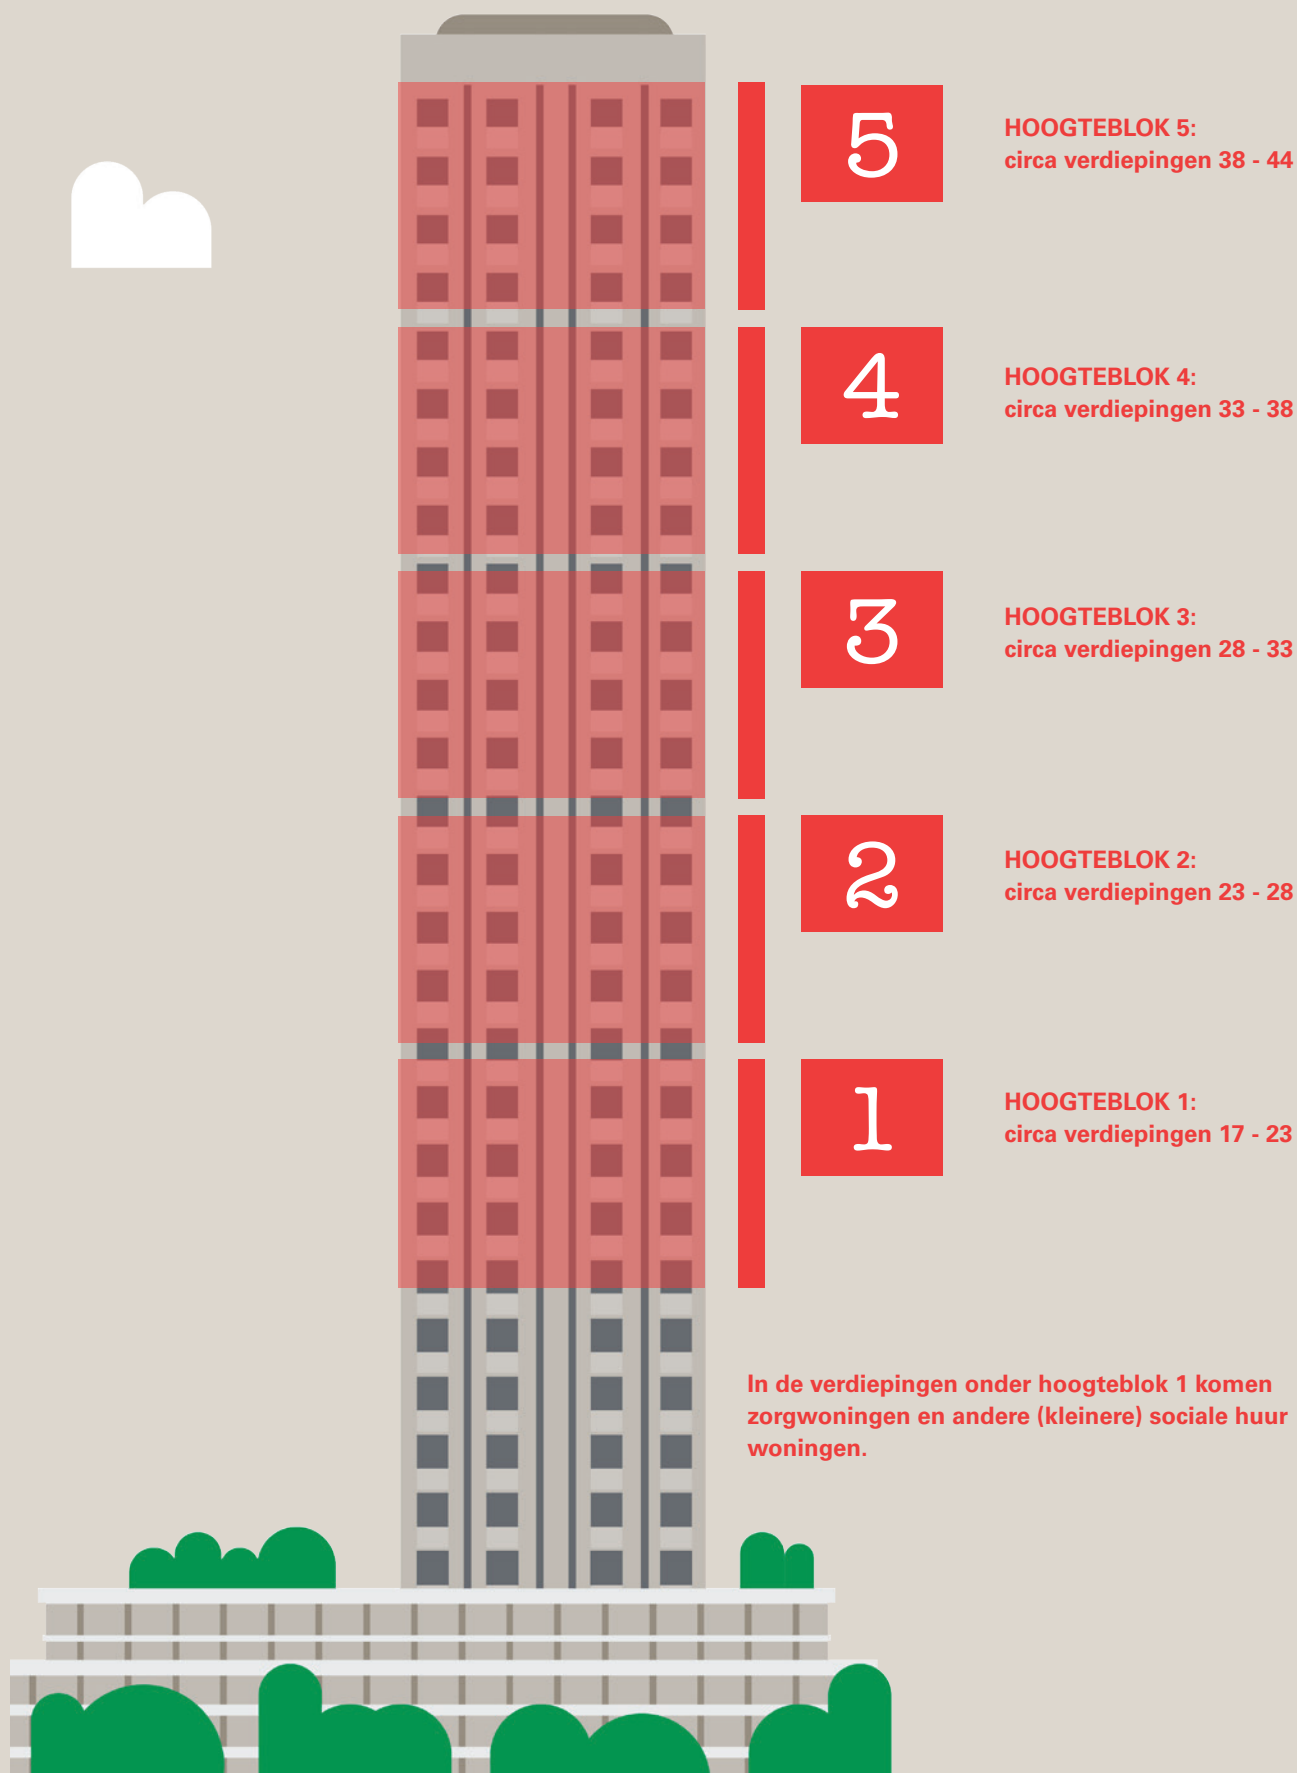 5
HOOGTEBLOK 5:
circa verdiepingen 38 - 44
4
HOOGTEBLOK 4:
circa verdiepingen 33 - 38
3
HOOGTEBLOK 3:
circa verdiepingen 28 - 33
2
HOOGTEBLOK 2:
circa verdiepingen 23 - 28
1
HOOGTEBLOK 1:
circa verdiepingen 17 - 23
In de verdiepingen onder hoogteblok 1 komen
zorgwoningen en andere (kleinere) sociale huur
woningen.